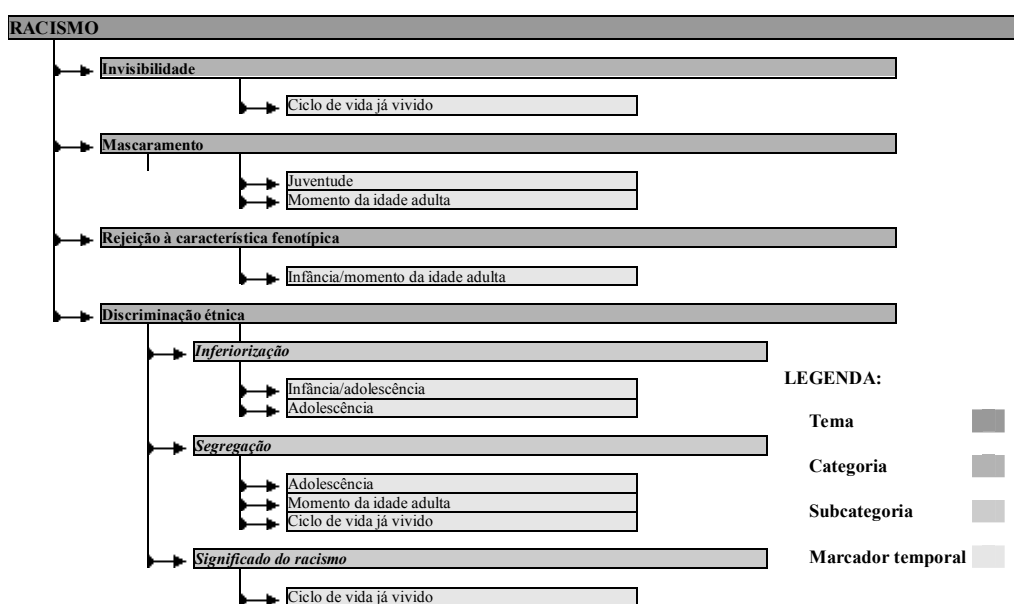 RACISMO
Invisibilidade
Ciclo de vida já vivido
Mascaramento
Juventude
Momento da idade adulta
Rejeição à característica fenotípica
Infância/momento da idade adulta
Discriminação étnica
Inferiorização
Infância/adolescência
Adolescência
Segregação
Adolescência
Momento da idade adulta
Ciclo de vida já vivido
Significado do racismo
Ciclo de vida já vivido
LEGENDA:
Tema
Categoria
Subcategoria
Marcador temporal